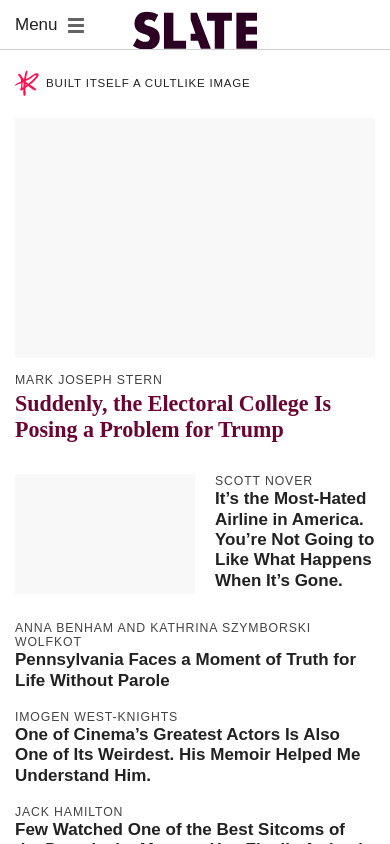 Menu
SLATE
BUILT ITSELF A CULTLIKE IMAGE
MARK JOSEPH STERN
Suddenly, the Electoral College Is
Posing a Problem for Trump
SCOTT NOVER
It’s the Most-Hated
Airline in America.
You’re Not Going to
Like What Happens
When It’s Gone.
ANNA BENHAM AND KATHRINA SZYMBORSKI
WOLFKOT
Pennsylvania Faces a Moment of Truth for
Life Without Parole
IMOGEN WEST-KNIGHTS
One of Cinema’s Greatest Actors Is Also
One of Its Weirdest. His Memoir Helped Me
Understand Him.
JACK HAMILTON
Few Watched One of the Best Sitcoms of